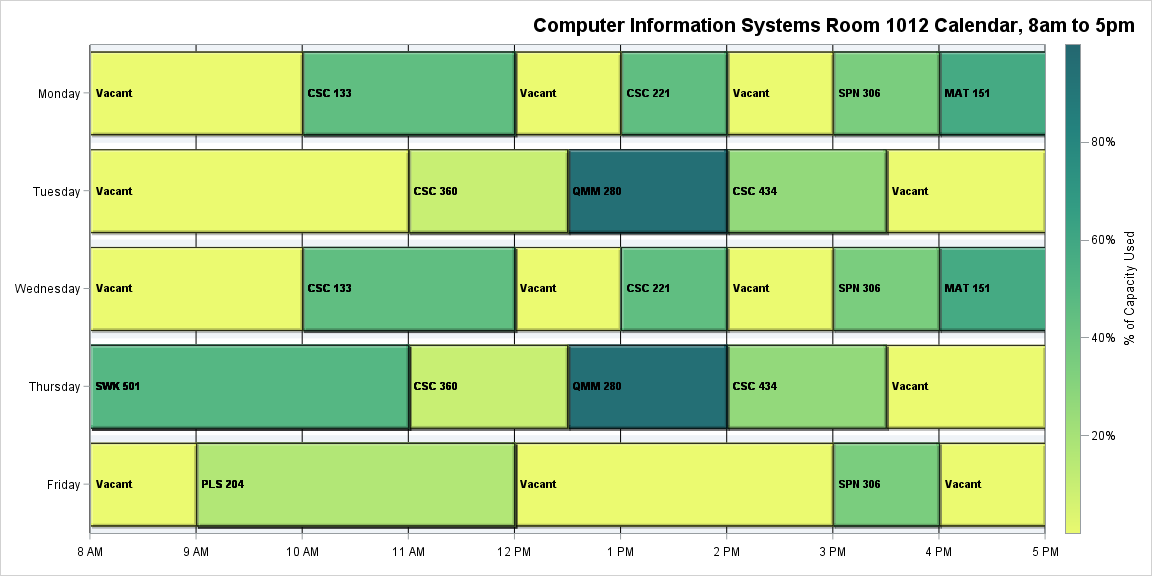 Computer Information Systems Room 1012 Calendar, 8am to 5pm
Monday
Vacant
CSC 133
Vacant
CSC 221
Vacant
SPN 306
MAT 151
Tuesday
Vacant
CSC 360
QMM 280
CSC 434
Vacant
Wednesday
Vacant
CSC 133
Vacant
CSC 221
Vacant
SPN 306
MAT 151
Thursday
SWK 501
CSC 360
QMM 280
CSC 434
Vacant
Friday
Vacant
PLS 204
Vacant
SPN 306
Vacant
8 AM
9 AM
10 AM
11 AM
12 PM
1 PM
2 PM
3 PM
4 PM
5 PM
80%
60%
40%
20%
% of Capacity Used